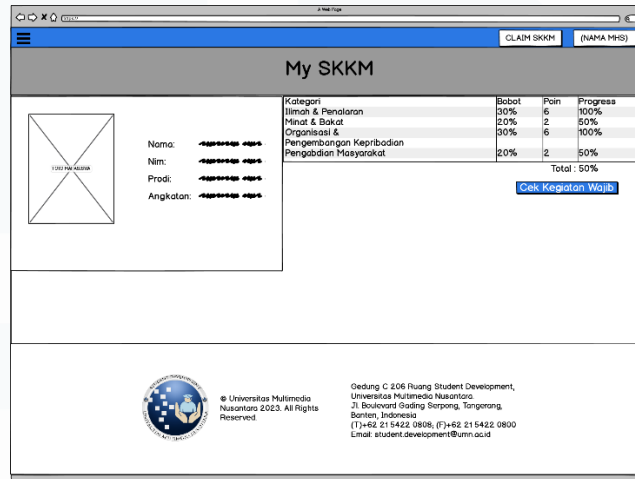 A Web Page
https://
CLAIM SKKM
(NAMA MHS)
My SKKM
Nama:
Nim:
Prodi:
Angkatan:
Kategori Bobot Poin Progress
Ilimah & Penalaran 30% 6 100%
Minat & Bakat 20% 2 50%
Organisasi & 30% 6 100%
Pengembangan Kepribadian
Pengabdian Masyarakat 20% 2 50%
Total : 50%
Cek Kegiatan Wajib
© Universitas Multimedia
Nusantara 2023. All Rights
Reserved.
Gedung C 206 Ruang Student Development,
Universitas Multimedia Nusantara.
Jl. Boulevard Gading Serpong, Tangerang,
Banten, Indonesia
(T)+62 21 5422 0808; (F)+62 21 5422 0800
Email: student.development@umn.ac.id